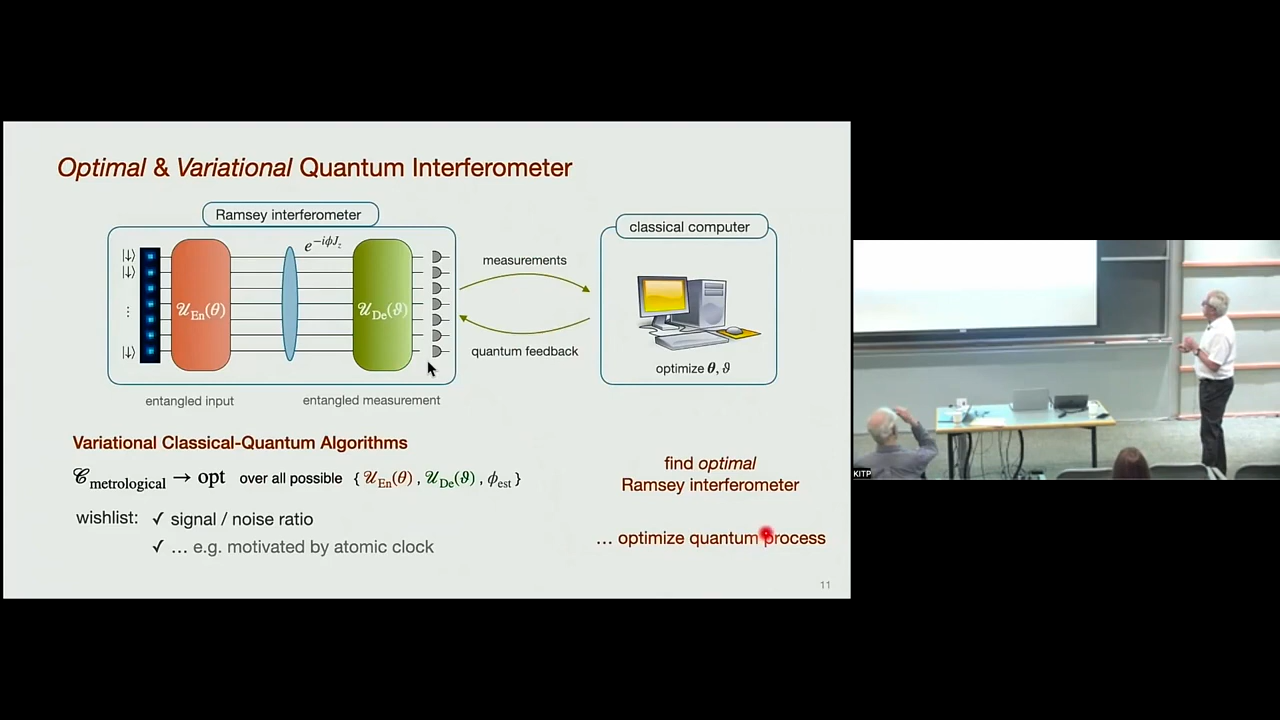 Optimal & Variational Quantum Interferometer
Ramsey interferometer
classical computer
|↓⟩
|↓⟩
⋮
|↓⟩
𝒰_En(θ)
e^{-iϕJ_z}
𝒰_De(ϑ)
measurements
quantum feedback
optimize θ, ϑ
entangled input
entangled measurement
Variational Classical-Quantum Algorithms
𝒞_metrological → opt over all possible { 𝒰_En(θ) , 𝒰_De(ϑ) , ϕ_est }
wishlist: ✓ signal / noise ratio
✓ … e.g. motivated by atomic clock
find optimal
Ramsey interferometer
… optimize quantum process
11
KITP